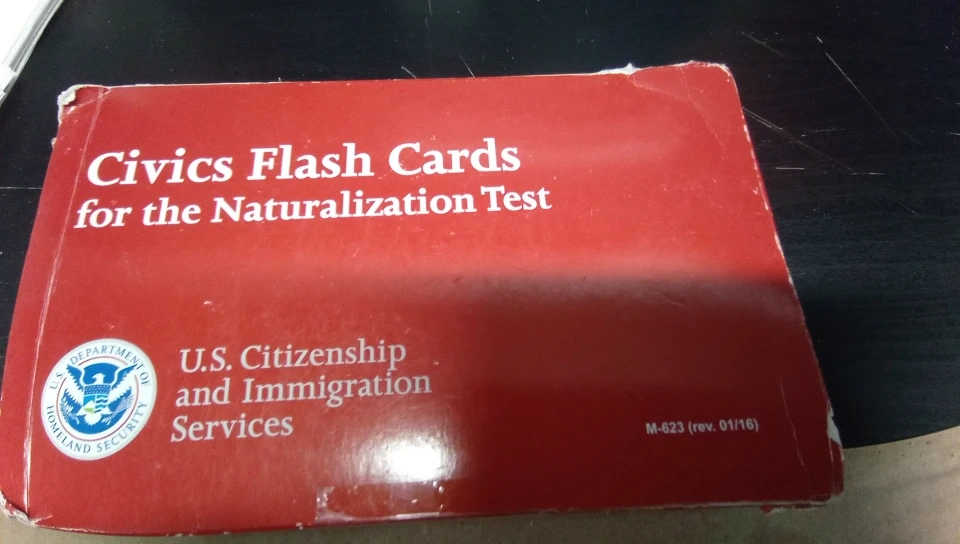 Civics Flash Cards
for the Naturalization Test
U.S. DEPARTMENT OF
HOMELAND SECURITY
U.S. Citizenship
and Immigration
Services
M-623 (rev. 01/16)